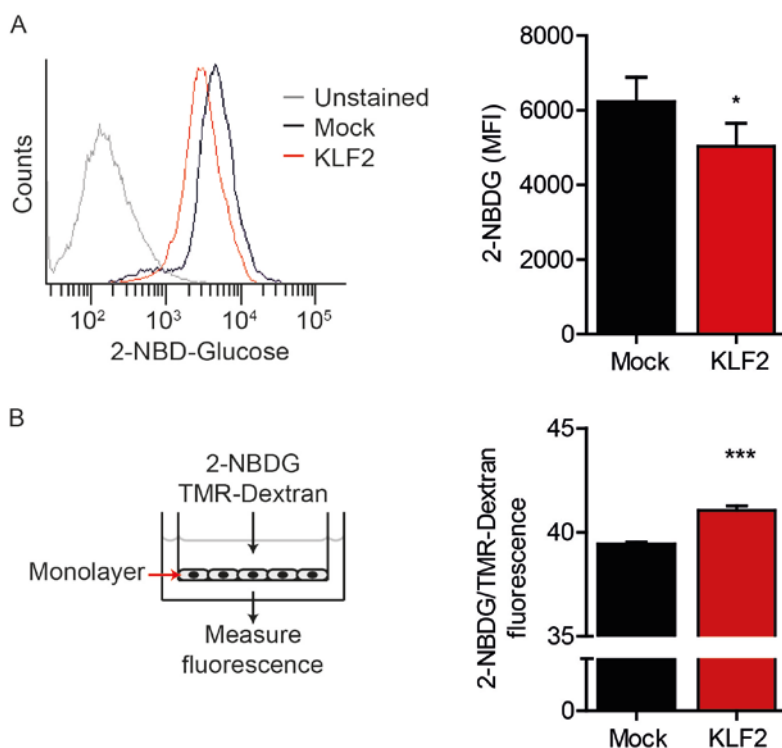 A
Counts
Unstained
Mock
KLF2
10²
10³
10⁴
10⁵
2-NBD-Glucose
2-NBDG (MFI)
8000
6000
4000
2000
0
*
Mock
KLF2
B
2-NBDG
TMR-Dextran
Monolayer
Measure
fluorescence
2-NBDG/TMR-Dextran
fluorescence
45
40
35
0
***
Mock
KLF2